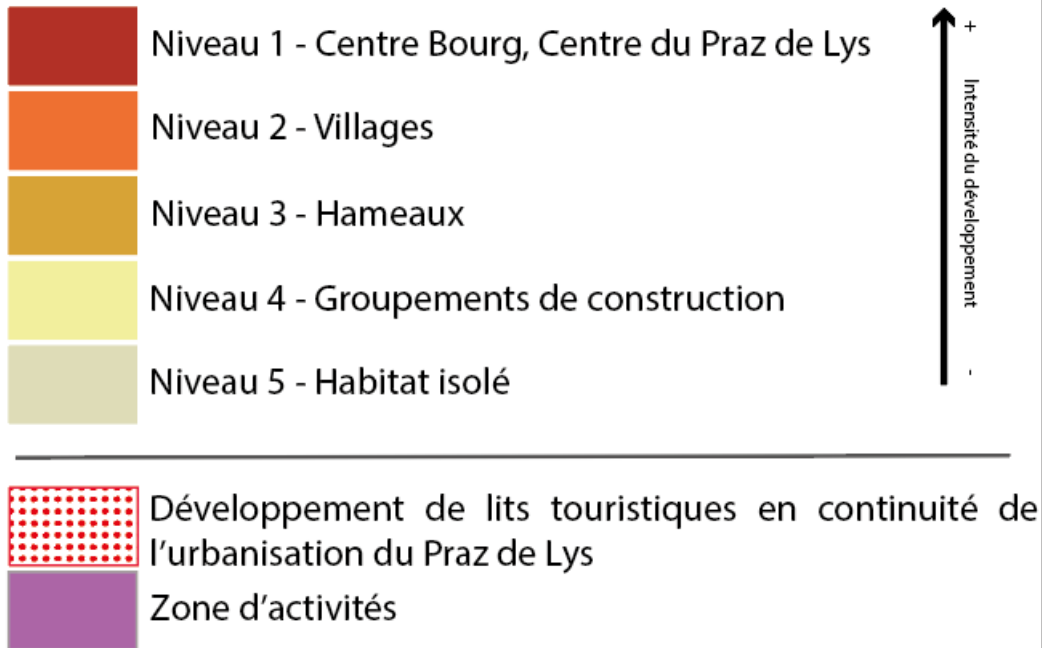 Niveau 1 - Centre Bourg, Centre du Praz de Lys
Niveau 2 - Villages
Niveau 3 - Hameaux
Niveau 4 - Groupements de construction
Niveau 5 - Habitat isolé
+
Intensité du développement
-
Développement de lits touristiques en continuité de
l'urbanisation du Praz de Lys
Zone d'activités